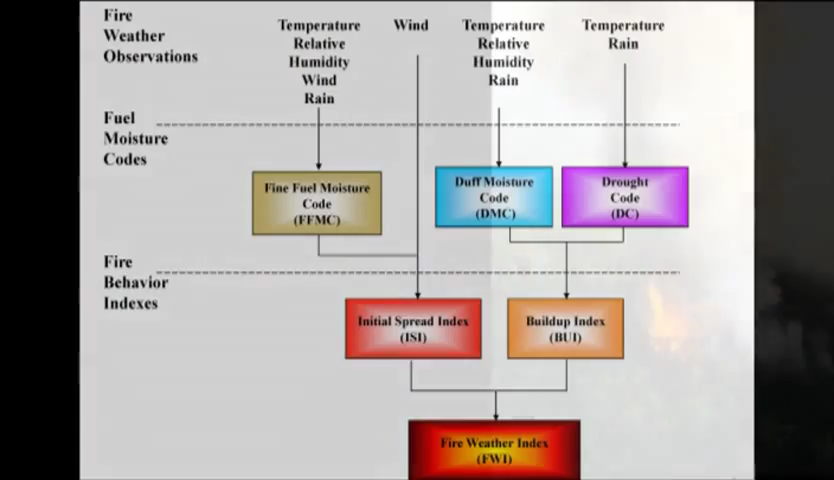 Fire
Weather
Observations
Temperature
Relative
Humidity
Wind
Rain
Wind
Temperature
Relative
Humidity
Rain
Temperature
Rain
Fuel
Moisture
Codes
Fine Fuel Moisture
Code
(FFMC)
Duff Moisture
Code
(DMC)
Drought
Code
(DC)
Fire
Behavior
Indexes
Initial Spread Index
(ISI)
Buildup Index
(BUI)
Fire Weather Index
(FWI)